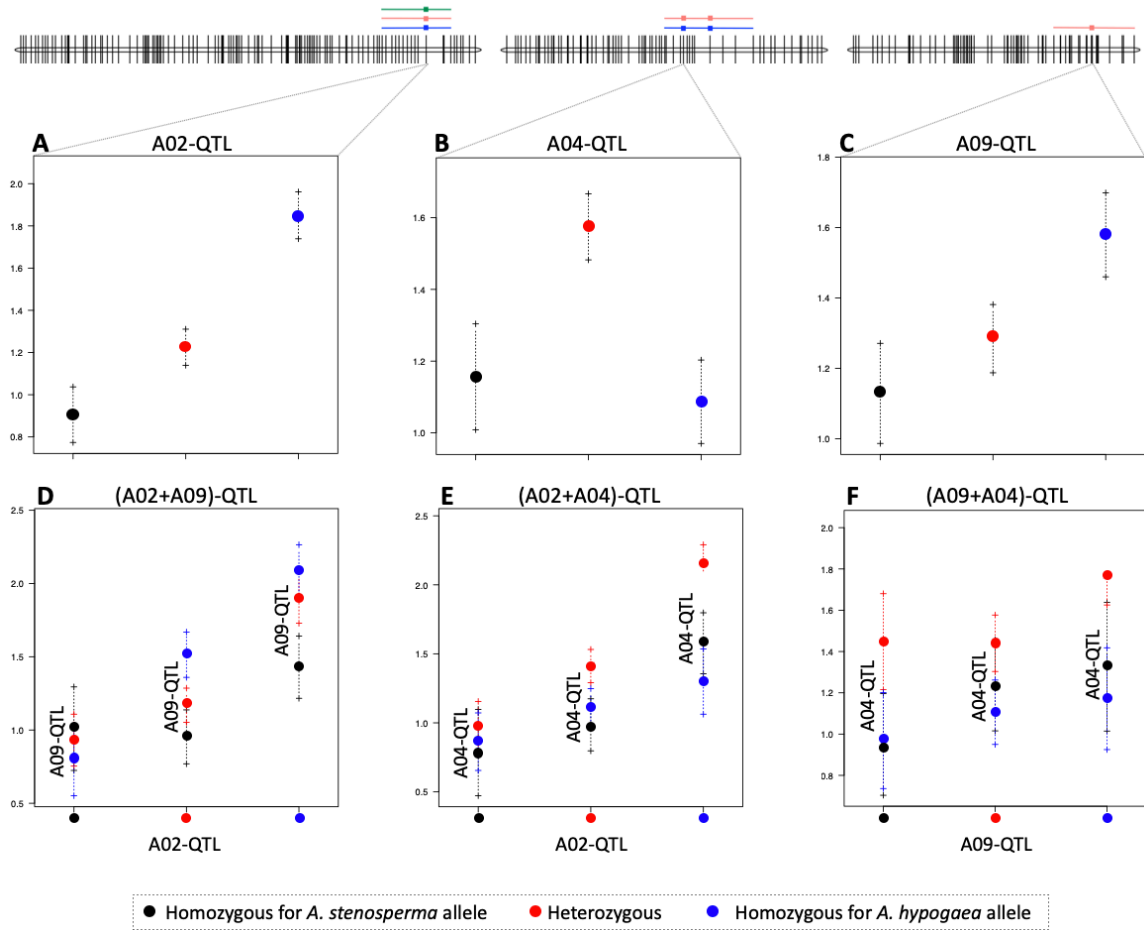 A B C
A02-QTL A04-QTL A09-QTL
2.0
1.8
1.6
1.4
1.2
1.0
0.8
1.6
1.4
1.2
1.0
1.8
1.6
1.4
1.2
1.0
D E F
(A02+A09)-QTL (A02+A04)-QTL (A09+A04)-QTL
2.5
2.0
1.5
1.0
0.5
A09-QTL
A09-QTL
A09-QTL
2.5
2.0
1.5
1.0
0.5
A04-QTL
A04-QTL
A04-QTL
2.0
1.8
1.6
1.4
1.2
1.0
0.8
A04-QTL
A04-QTL
A04-QTL
A02-QTL A02-QTL A09-QTL
Homozygous for A. stenosperma allele Heterozygous Homozygous for A. hypogaea allele